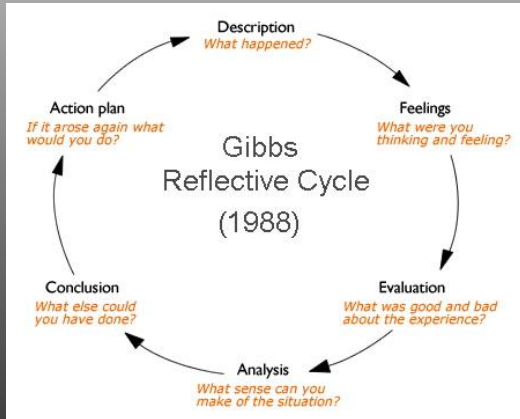 Description
What happened?
Feelings
What were you
thinking and feeling?
Evaluation
What was good and bad
about the experience?
Analysis
What sense can you
make of the situation?
Conclusion
What else could
you have done?
Action plan
If it arose again what
would you do?
Gibbs
Reflective Cycle
(1988)